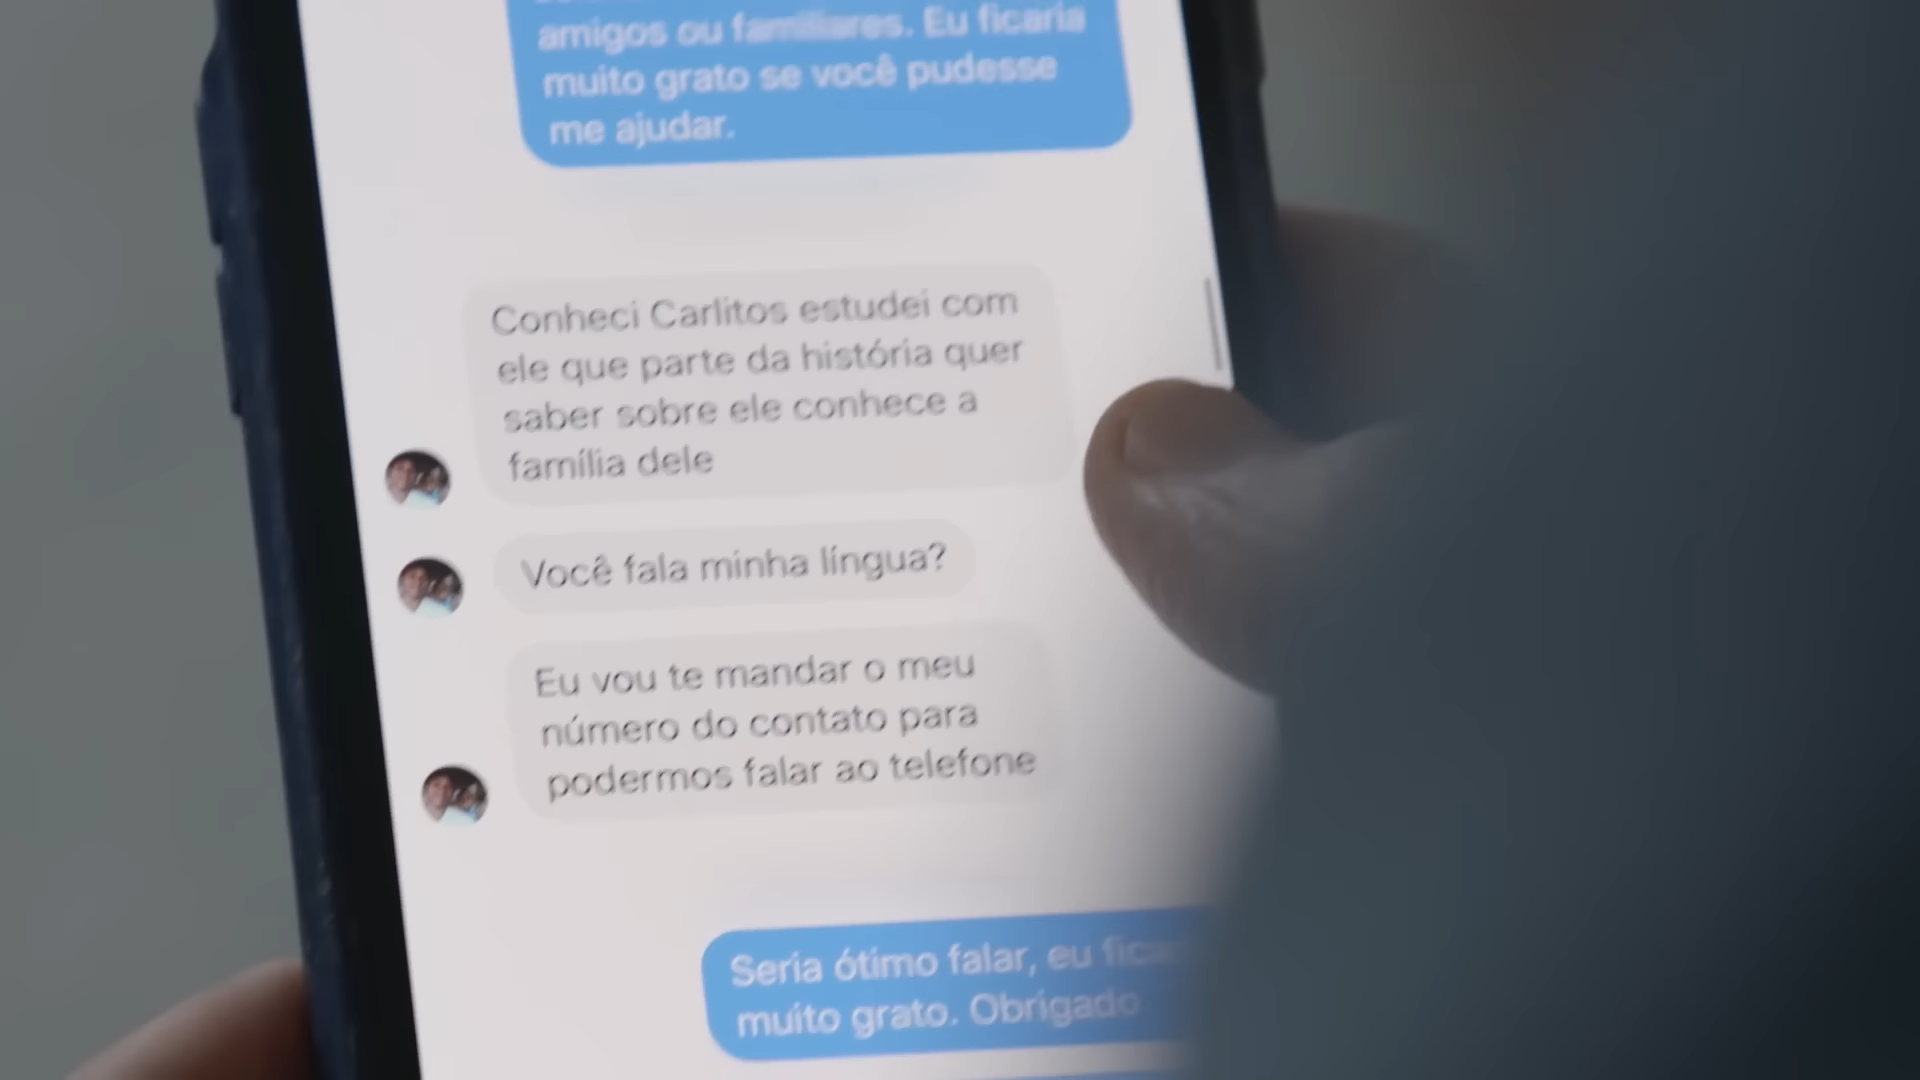 amigos ou familiares. Eu ficaria
muito grato se você pudesse
me ajudar.
Conheci Carlitos estudei com
ele que parte da história quer
saber sobre ele conhece a
família dele
Você fala minha língua?
Eu vou te mandar o meu
número do contato para
podermos falar ao telefone
Seria ótimo falar, eu
muito grato. Obrigado